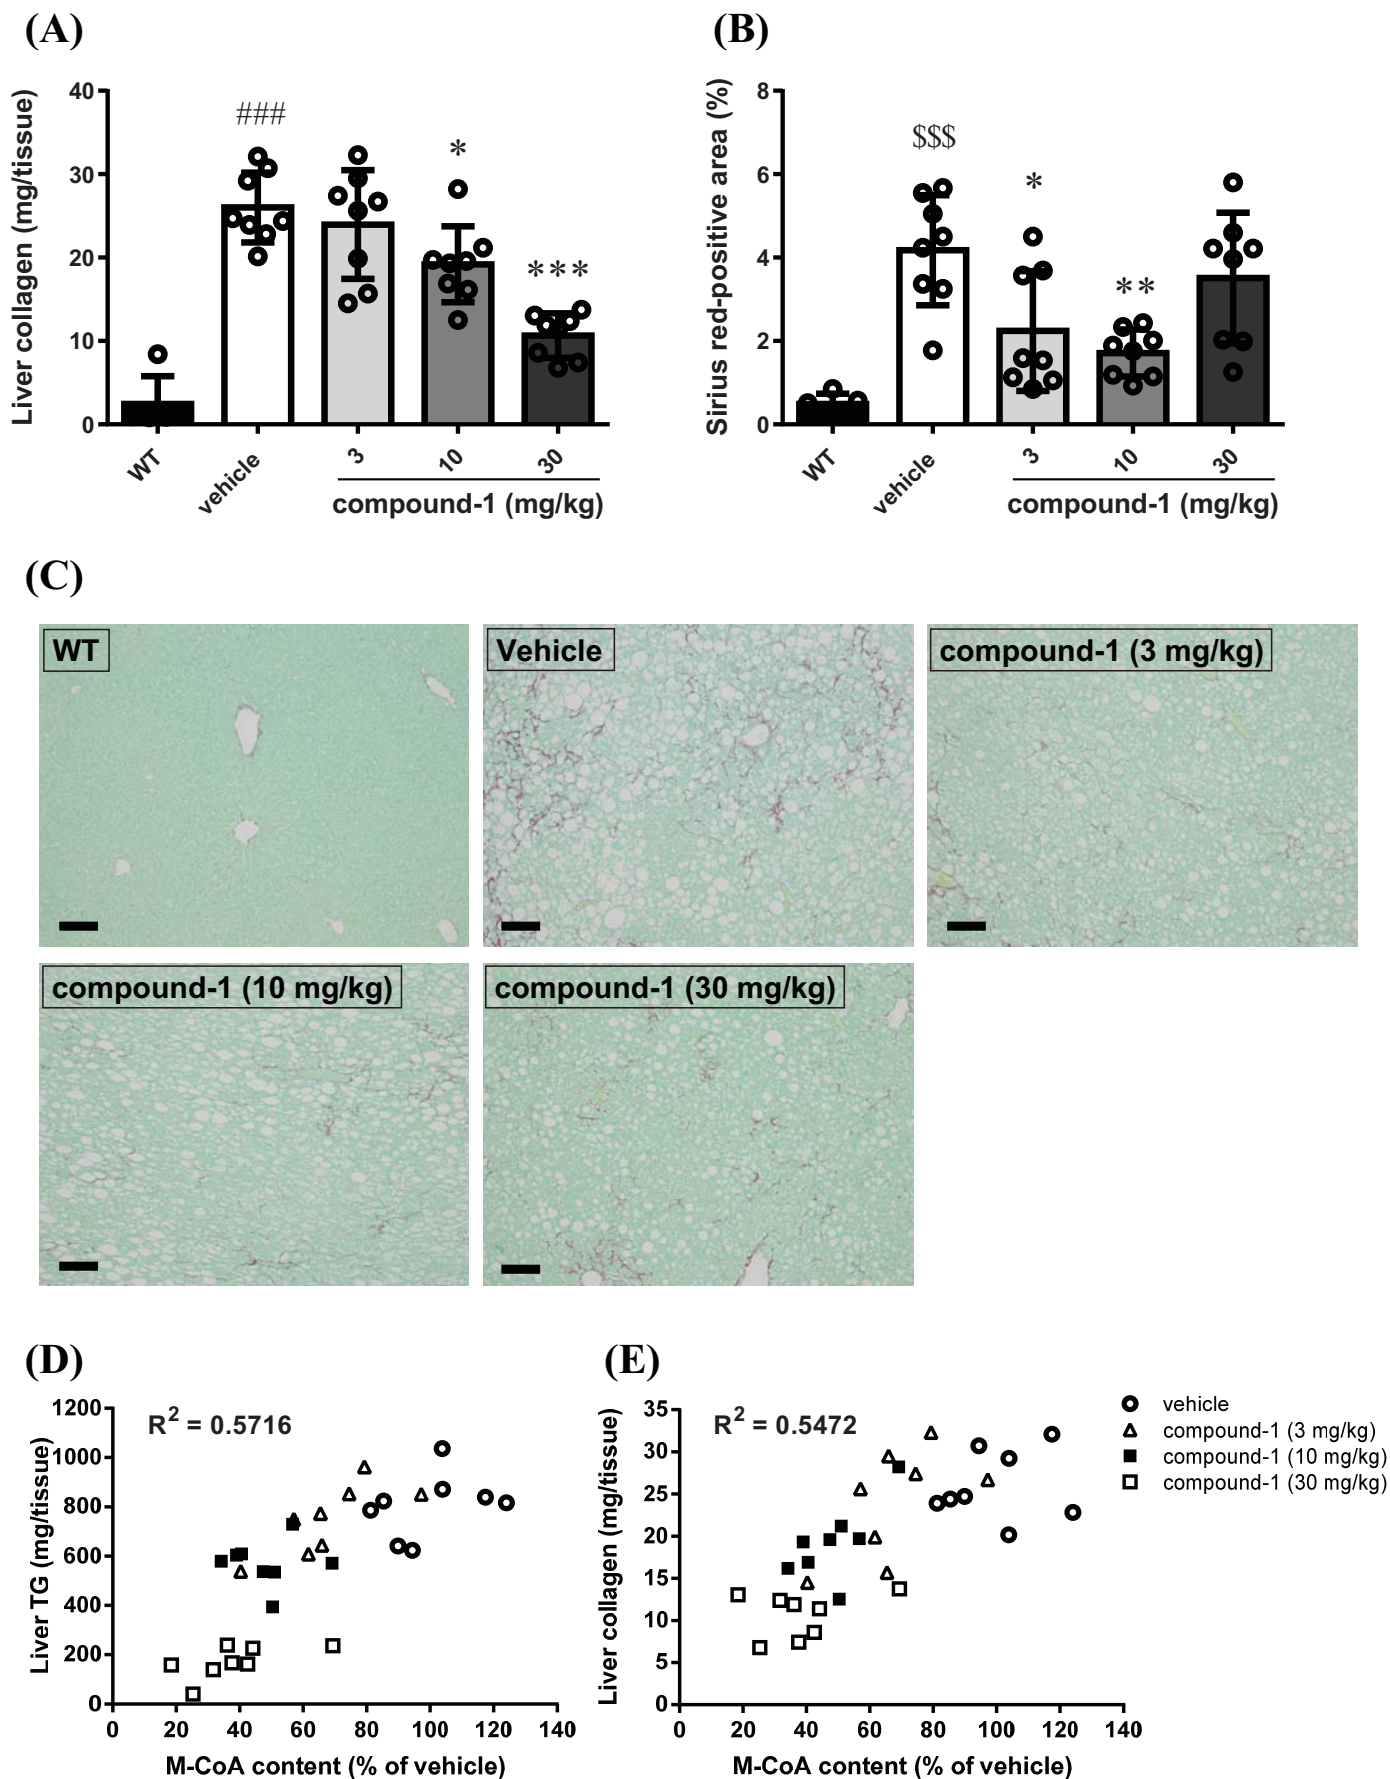 (A)
Liver collagen (mg/tissue)
40
30
20
10
0
###
*
***
WT
vehicle
3
10
30
compound-1 (mg/kg)
(B)
Sirius red-positive area (%)
8
6
4
2
0
$$$
*
**
WT
vehicle
3
10
30
compound-1 (mg/kg)
(C)
WT
Vehicle
compound-1 (3 mg/kg)
compound-1 (10 mg/kg)
compound-1 (30 mg/kg)
(D)
R² = 0.5716
Liver TG (mg/tissue)
1200
1000
800
600
400
200
0
0 20 40 60 80 100 120 140
M-CoA content (% of vehicle)
(E)
R² = 0.5472
Liver collagen (mg/tissue)
35
30
25
20
15
10
5
0
0 20 40 60 80 100 120 140
M-CoA content (% of vehicle)
vehicle
compound-1 (3 mg/kg)
compound-1 (10 mg/kg)
compound-1 (30 mg/kg)